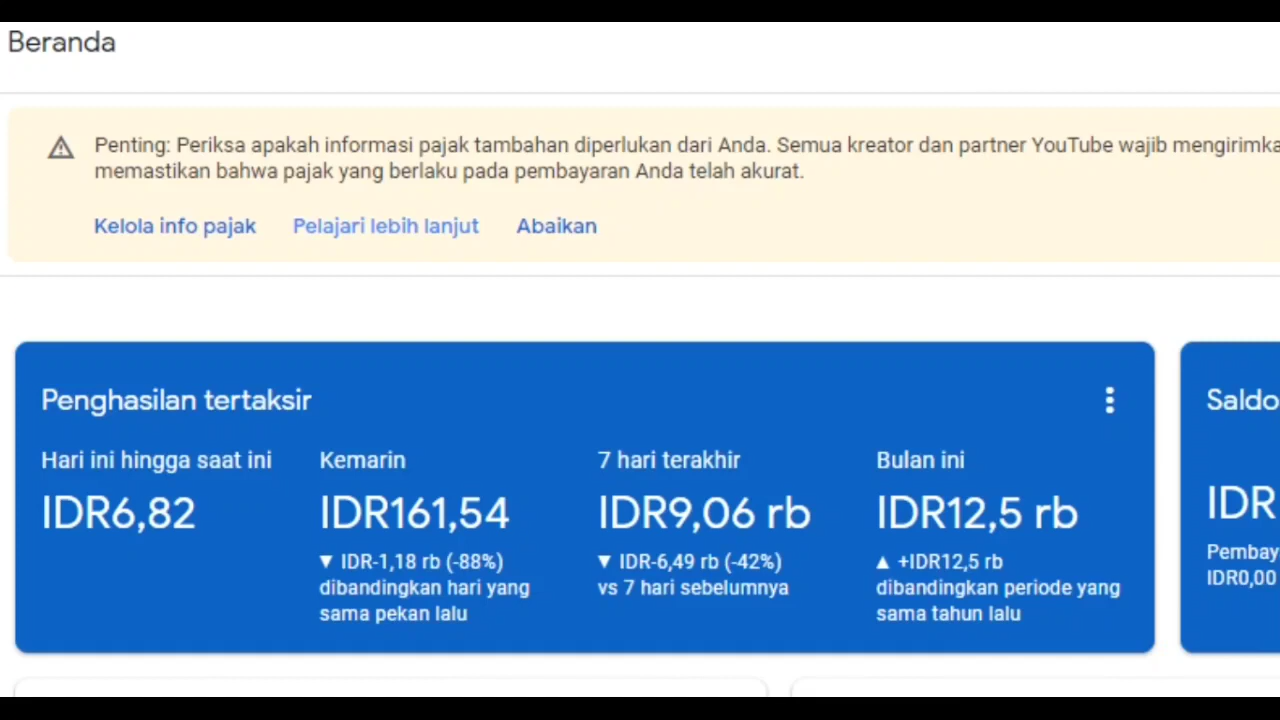 Beranda
Penting: Periksa apakah informasi pajak tambahan diperlukan dari Anda. Semua kreator dan partner YouTube wajib mengirimka
memastikan bahwa pajak yang berlaku pada pembayaran Anda telah akurat.
Kelola info pajak Pelajari lebih lanjut Abaikan
Penghasilan tertaksir
Hari ini hingga saat ini
IDR6,82
Kemarin
IDR161,54
▼ IDR-1,18 rb (-88%)
dibandingkan hari yang
sama pekan lalu
7 hari terakhir
IDR9,06 rb
▼ IDR-6,49 rb (-42%)
vs 7 hari sebelumnya
Bulan ini
IDR12,5 rb
▲ +IDR12,5 rb
dibandingkan periode yang
sama tahun lalu
Saldo
IDR
Pembay
IDR0,00